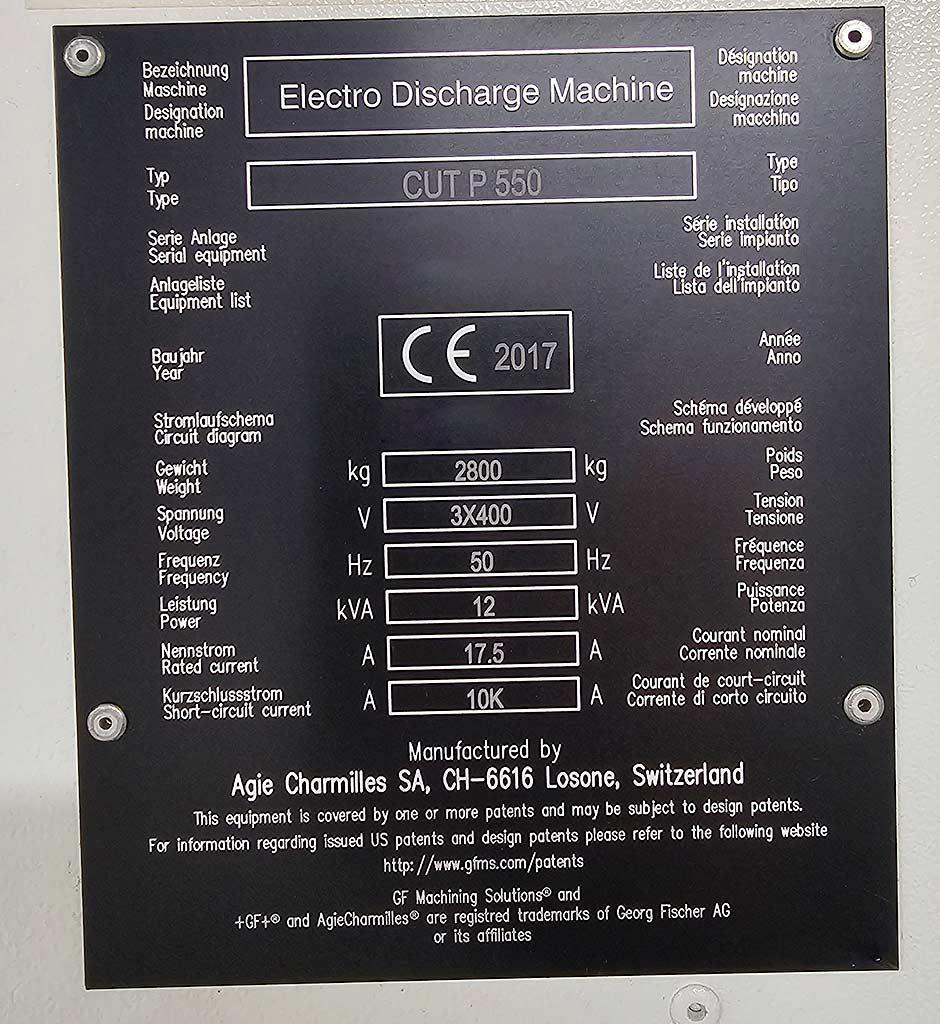 Bezeichnung
Maschine
Designation
machine
Electro Discharge Machine
Désignation
machine
Designazione
macchina
Typ
Type
CUT P 550
Type
Tipo
Serie Anlage
Serial equipment
Série installation
Serie impianto
Anlageliste
Equipment list
Liste de l'installation
Lista dell'impianto
Baujahr
Year
CE 2017
Année
Anno
Stromlaufschema
Circuit diagram
Schéma développé
Schema funzionamento
Gewicht
Weight
kg 2800 kg
Poids
Peso
Spannung
Voltage
V 3X400 V
Tension
Tensione
Frequenz
Frequency
Hz 50 Hz
Fréquence
Frequenza
Leistung
Power
kVA 12 kVA
Puissance
Potenza
Nennstrom
Rated current
A 17.5 A
Courant nominal
Corrente nominale
Kurzschlussstrom
Short-circuit current
A 10K A
Courant de court-circuit
Corrente di corto circuito
Manufactured by
Agie Charmilles SA, CH-6616 Losone, Switzerland
This equipment is covered by one or more patents and may be subject to design patents.
For information regarding issued US patents and design patents please refer to the following website
http://www.gfms.com/patents
GF Machining Solutions® and
+GF+® and AgieCharmilles® are registred trademarks of Georg Fischer AG
or its affiliates